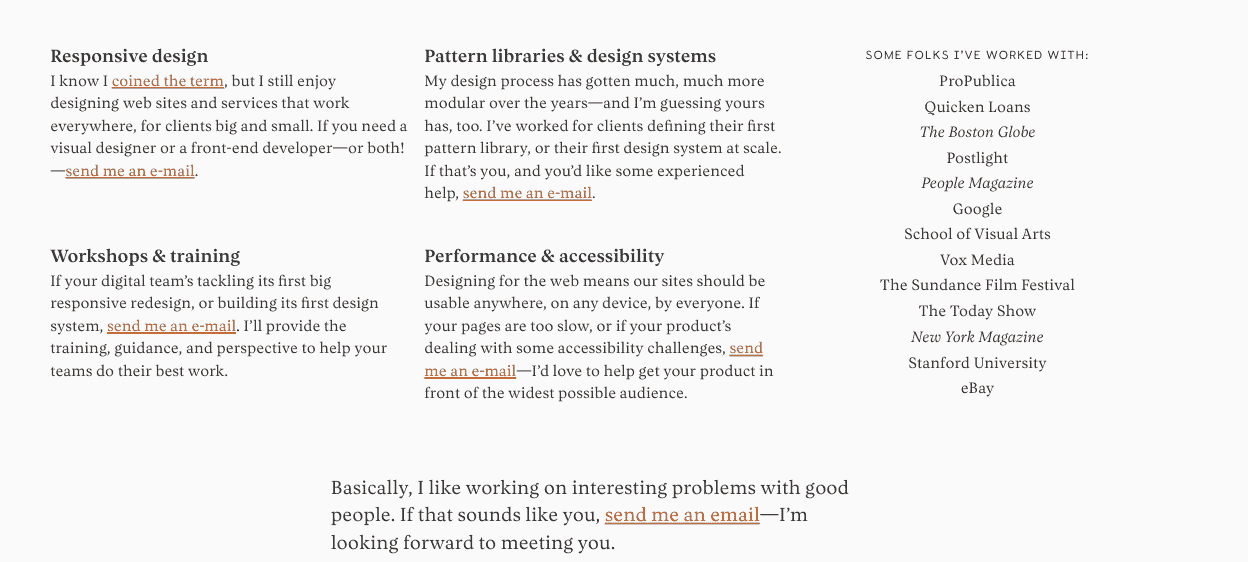 Responsive design
I know I coined the term, but I still enjoy
designing web sites and services that work
everywhere, for clients big and small. If you need a
visual designer or a front-end developer—or both!
—send me an e-mail.
Pattern libraries & design systems
My design process has gotten much, much more
modular over the years—and I’m guessing yours
has, too. I’ve worked for clients defining their first
pattern library, or their first design system at scale.
If that’s you, and you’d like some experienced
help, send me an e-mail.
Workshops & training
If your digital team’s tackling its first big
responsive redesign, or building its first design
system, send me an e-mail. I’ll provide the
training, guidance, and perspective to help your
teams do their best work.
Performance & accessibility
Designing for the web means our sites should be
usable anywhere, on any device, by everyone. If
your pages are too slow, or if your product’s
dealing with some accessibility challenges, send
me an e-mail—I’d love to help get your product in
front of the widest possible audience.
SOME FOLKS I’VE WORKED WITH:
ProPublica
Quicken Loans
The Boston Globe
Postlight
People Magazine
Google
School of Visual Arts
Vox Media
The Sundance Film Festival
The Today Show
New York Magazine
Stanford University
eBay
Basically, I like working on interesting problems with good
people. If that sounds like you, send me an email—I’m
looking forward to meeting you.